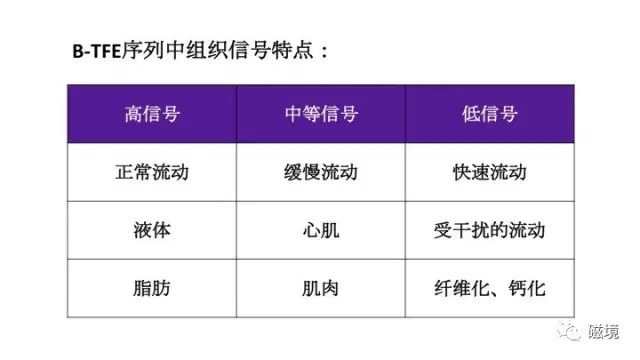 B-TFE序列中组织信号特点：
高信号 中等信号 低信号
正常流动 缓慢流动 快速流动
液体 心肌 受干扰的流动
脂肪 肌肉 纤维化、钙化
磁境